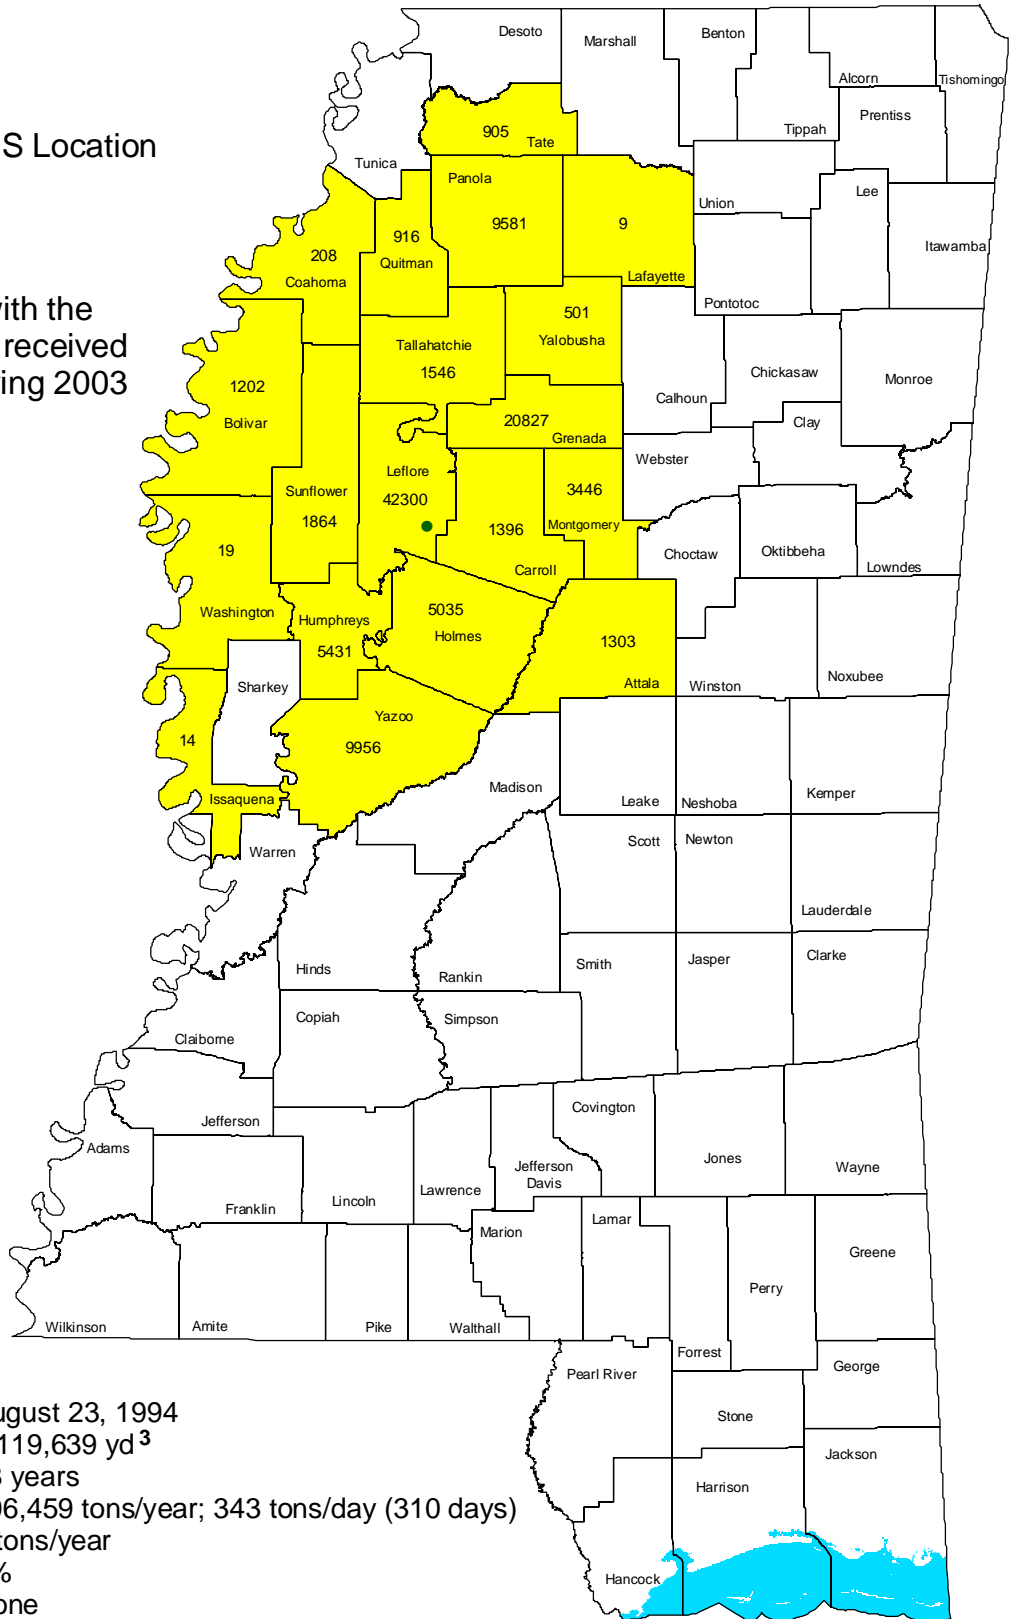 Desoto
Marshall
Benton
Alcorn
Tishomingo
Tippah
Prentiss
S Location
905
Tate
Tunica
Panola
9581
9
Lafayette
Union
Lee
Itawamba
Pontotoc
916
Quitman
208
Coahoma
with the
received
ring 2003
501
Yalobusha
Tallahatchie
1546
Chickasaw
Monroe
Calhoun
Clay
1202
Bolivar
20827
Grenada
Webster
Leflore
42300
Sunflower
1864
3446
Montgomery
1396
Carroll
Choctaw
Oktibbeha
Lowndes
19
Washington
Humphreys
5431
5035
Holmes
1303
Attala
Winston
Noxubee
Sharkey
Yazoo
9956
14
Issaquena
Madison
Leake
Neshoba
Kemper
Warren
Scott
Newton
Lauderdale
Hinds
Rankin
Smith
Jasper
Clarke
Copiah
Simpson
Claiborne
Jefferson
Covington
Adams
Jones
Wayne
Jefferson
Davis
Lawrence
Lincoln
Franklin
Marion
Lamar
Greene
Perry
Wilkinson
Amite
Pike
Walthall
Forrest
George
Pearl River
Stone
Jackson
Harrison
Hancock
ugust 23, 1994
119,639 yd³
years
06,459 tons/year; 343 tons/day (310 days)
tons/year
%
one